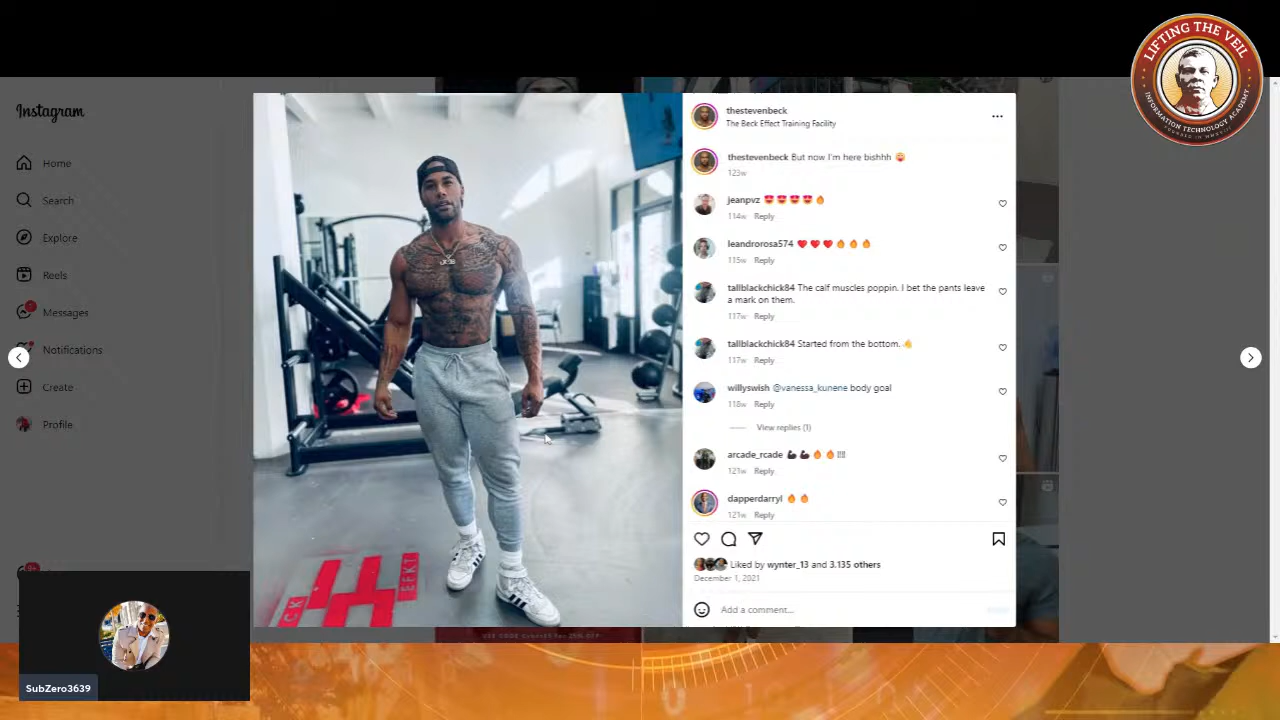 LIFTING THE VEIL
INFORMATION TECHNOLOGY ACADEMY
Instagram
Home
Search
Explore
Reels
Messages
Notifications
Create
Profile
9+
thestevenbeck
The Beck Effect Training Facility
thestevenbeck But now I'm here bishhh 😝
123w
jeanpvz 😍 😍 😍 😍 🔥
114w Reply
leandrorosa574 ❤️ ❤️ ❤️ 🔥 🔥 🔥
115w Reply
tallblackchick84 The calf muscles poppin. I bet the pants leave
a mark on them.
117w Reply
tallblackchick84 Started from the bottom.
117w Reply
willyswish @vanessa_kunene body goal
118w Reply
View replies (1)
arcade_rcade 🔥 🔥
121w Reply
dapperdarryl 🔥 🔥
121w Reply
Liked by wynter_13 and 3.135 others
December 1, 2021
Add a comment...
CK
EFFKT
SubZero3639